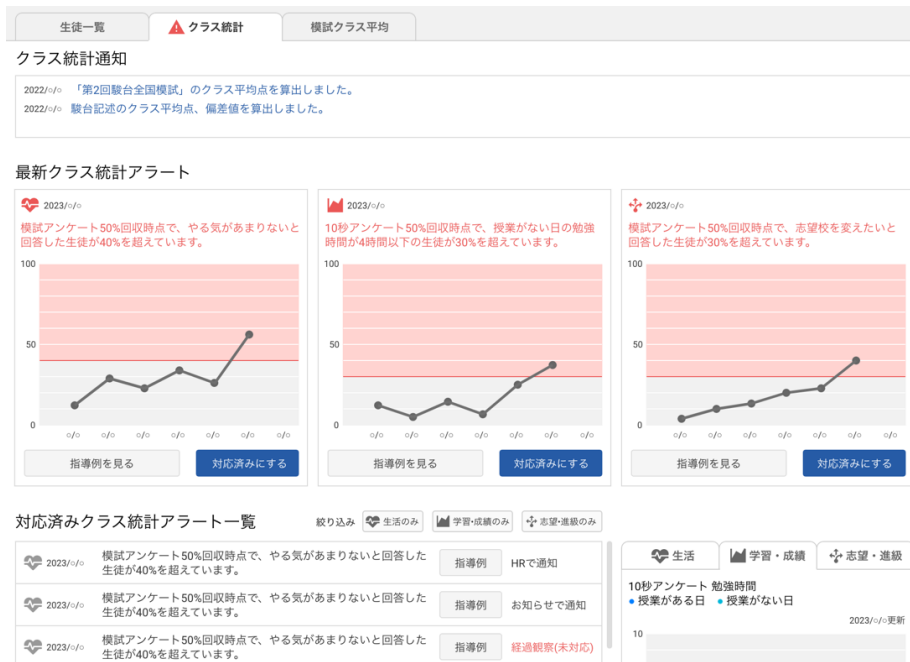 生徒一覧
クラス統計
模試クラス平均
クラス統計通知
2022/○/○ 「第2回駿台全国模試」のクラス平均点を算出しました。
2022/○/○ 駿台記述のクラス平均点、偏差値を算出しました。
最新クラス統計アラート
2023/○/○
模試アンケート50%回収時点で、やる気があまりないと
回答した生徒が40%を超えています。
100
50
0
○/○ ○/○ ○/○ ○/○ ○/○ ○/○ ○/○
指導例を見る
対応済みにする
2023/○/○
10秒アンケート50%回収時点で、授業がない日の勉強
時間が4時間以下の生徒が30%を超えています。
100
50
0
○/○ ○/○ ○/○ ○/○ ○/○ ○/○ ○/○
指導例を見る
対応済みにする
2023/○/○
模試アンケート50%回収時点で、志望校を変えたいと
回答した生徒が30%を超えています。
100
50
0
○/○ ○/○ ○/○ ○/○ ○/○ ○/○ ○/○
指導例を見る
対応済みにする
対応済みクラス統計アラート一覧
絞り込み
生活のみ
学習・成績のみ
志望・進級のみ
2023/○/○
模試アンケート50%回収時点で、やる気があまりないと回答した
生徒が40%を超えています。
指導例
HRで通知
2023/○/○
模試アンケート50%回収時点で、やる気があまりないと回答した
生徒が40%を超えています。
指導例
お知らせで通知
2023/○/○
模試アンケート50%回収時点で、やる気があまりないと回答した
生徒が40%を超えています。
指導例
経過観察(未対応)
生活
学習・成績
志望・進級
10秒アンケート 勉強時間
授業がある日
授業がない日
2023/○/○更新
10